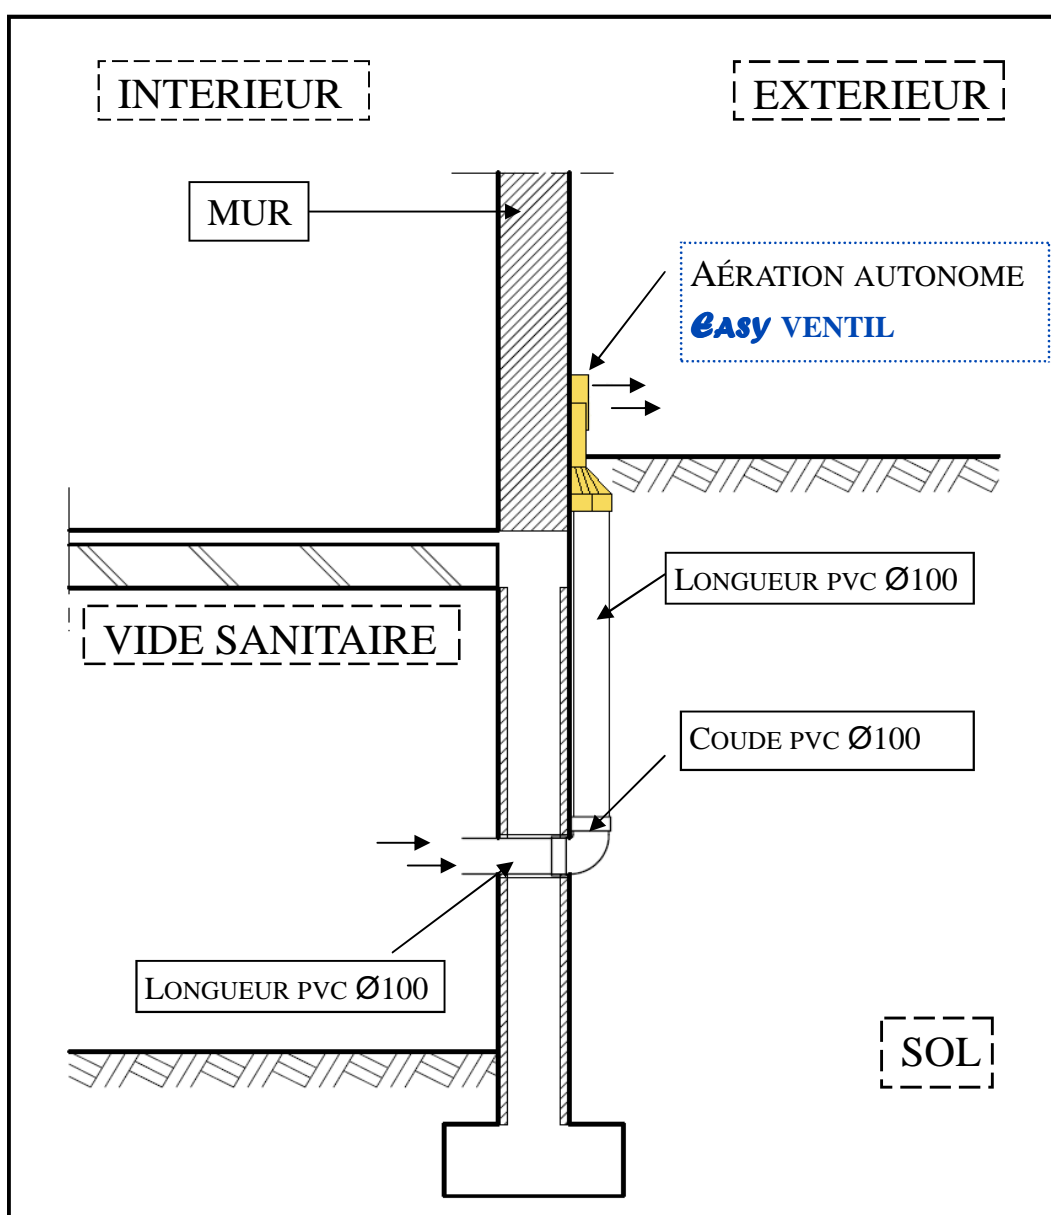 INTERIEUR
EXTERIEUR
MUR
AÉRATION AUTONOME
EASY VENTIL
LONGUEUR PVC Ø100
VIDE SANITAIRE
COUDE PVC Ø100
LONGUEUR PVC Ø100
SOL